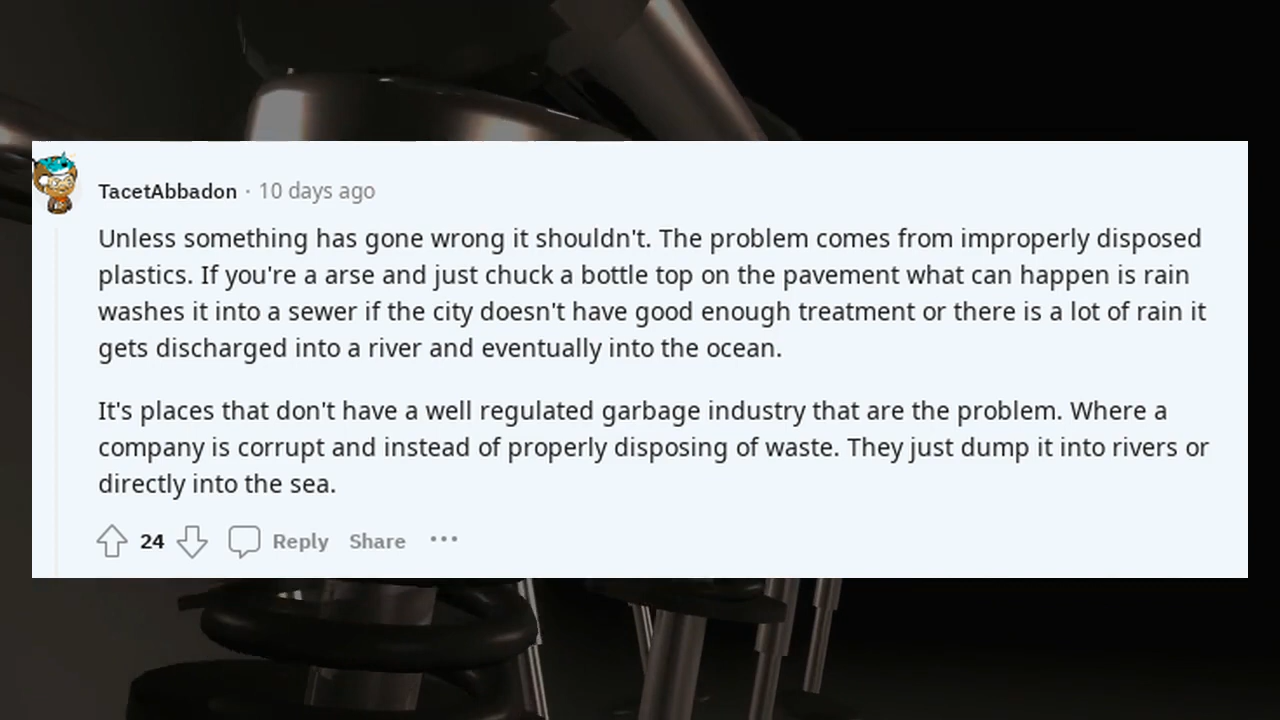 TacetAbbadon · 10 days ago
Unless something has gone wrong it shouldn't. The problem comes from improperly disposed
plastics. If you're a arse and just chuck a bottle top on the pavement what can happen is rain
washes it into a sewer if the city doesn't have good enough treatment or there is a lot of rain it
gets discharged into a river and eventually into the ocean.
It's places that don't have a well regulated garbage industry that are the problem. Where a
company is corrupt and instead of properly disposing of waste. They just dump it into rivers or
directly into the sea.
24 Reply Share